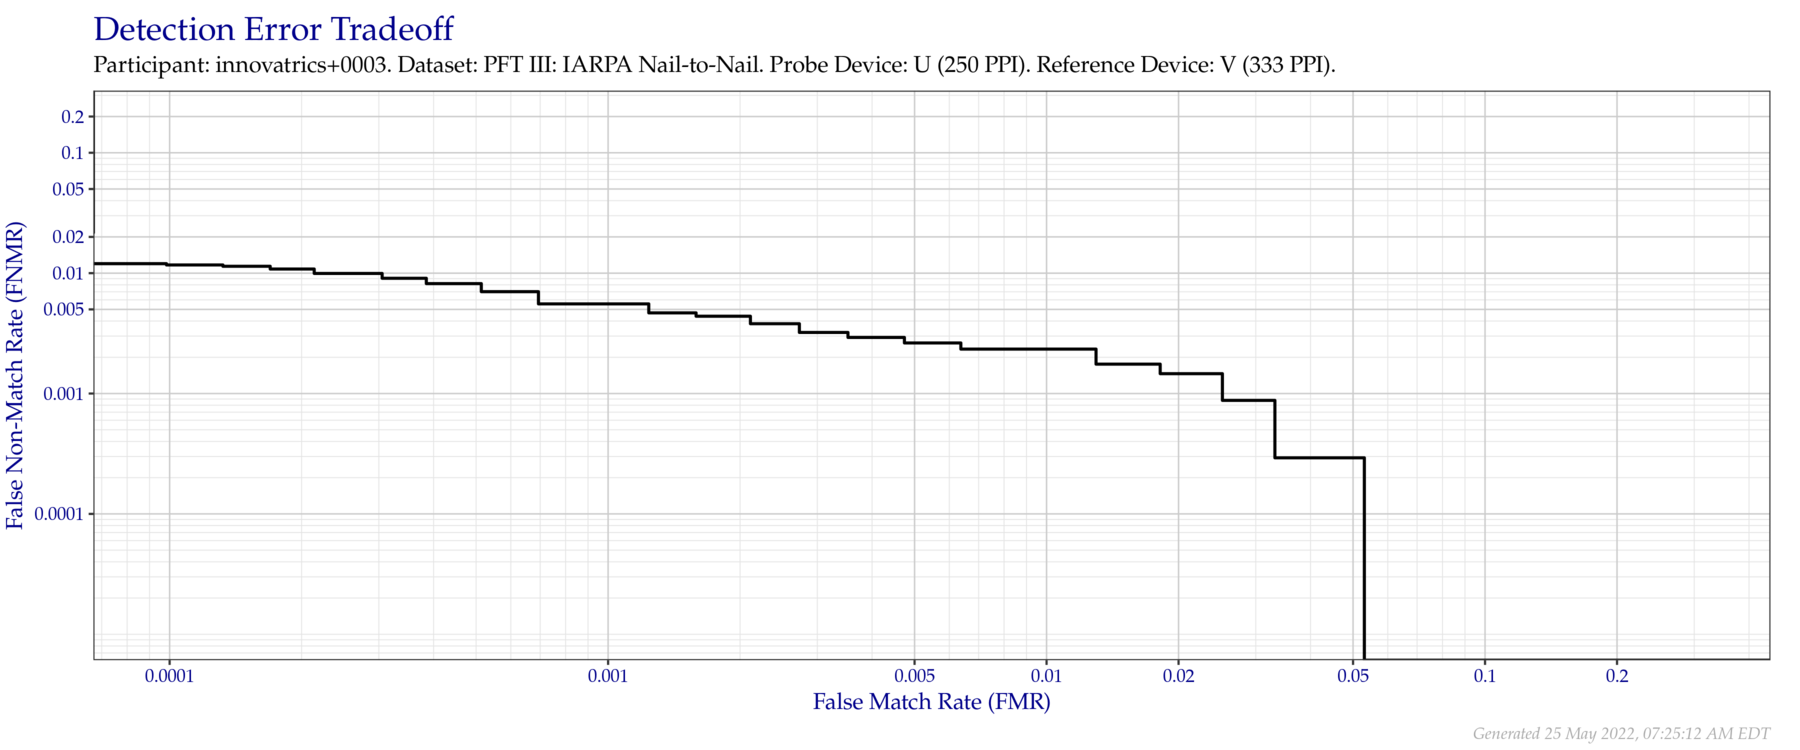 Detection Error Tradeoff
Participant: innovatrics+0003. Dataset: PFT III: IARPA Nail-to-Nail. Probe Device: U (250 PPI). Reference Device: V (333 PPI).
False Non-Match Rate (FNMR)
0.2
0.1
0.05
0.02
0.01
0.005
0.001
0.0001
0.0001 0.001 0.005 0.01 0.02 0.05 0.1 0.2
False Match Rate (FMR)
Generated 25 May 2022, 07:25:12 AM EDT